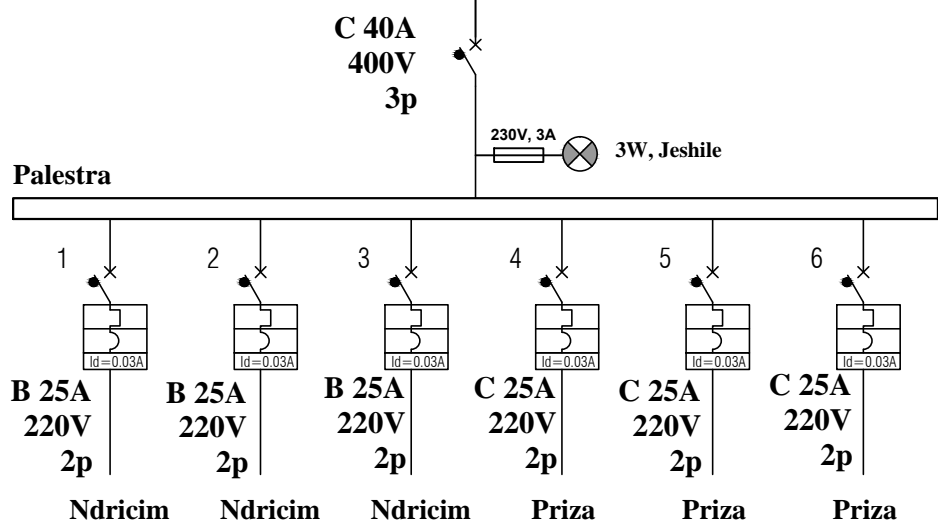 C 40A
400V
3p
230V, 3A
3W, Jeshile
Palestra
1 2 3 4 5 6
Id=0.03A Id=0.03A Id=0.03A Id=0.03A Id=0.03A Id=0.03A
B 25A B 25A B 25A C 25A C 25A C 25A
220V 220V 220V 220V 220V 220V
2p 2p 2p 2p 2p 2p
Ndricim Ndricim Ndricim Priza Priza Priza